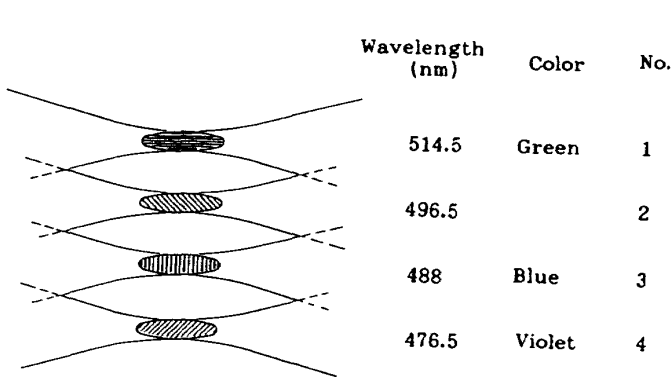 Wavelength
(nm) Color No.
514.5 Green 1
496.5 2
488 Blue 3
476.5 Violet 4